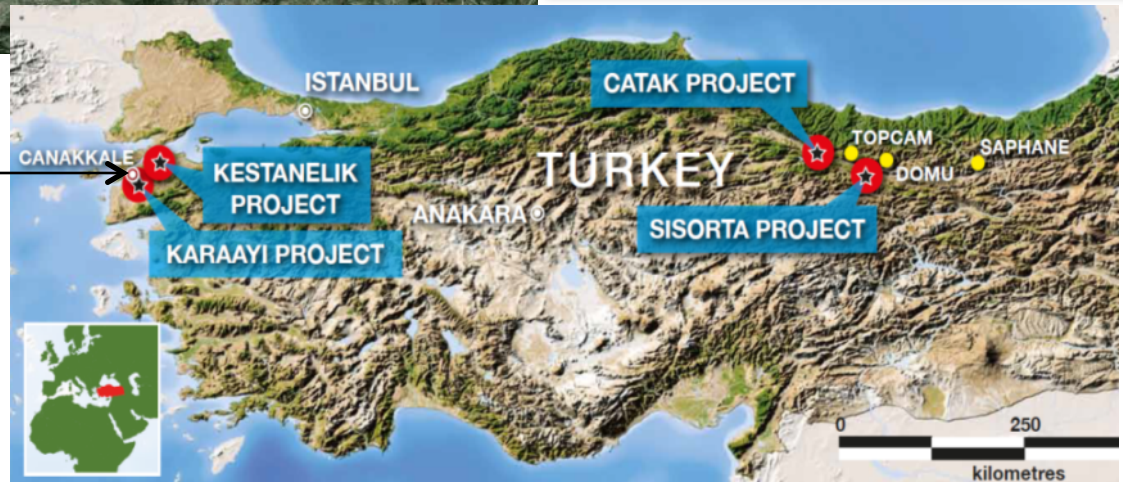 ISTANBUL
CATAK PROJECT
TOPCAM
SAPHANE
CANAKKALE
KESTANELIK
PROJECT
TURKEY
DOMU
ANAKARA
SISORTA PROJECT
KARAAYI PROJECT
0 250
kilometres